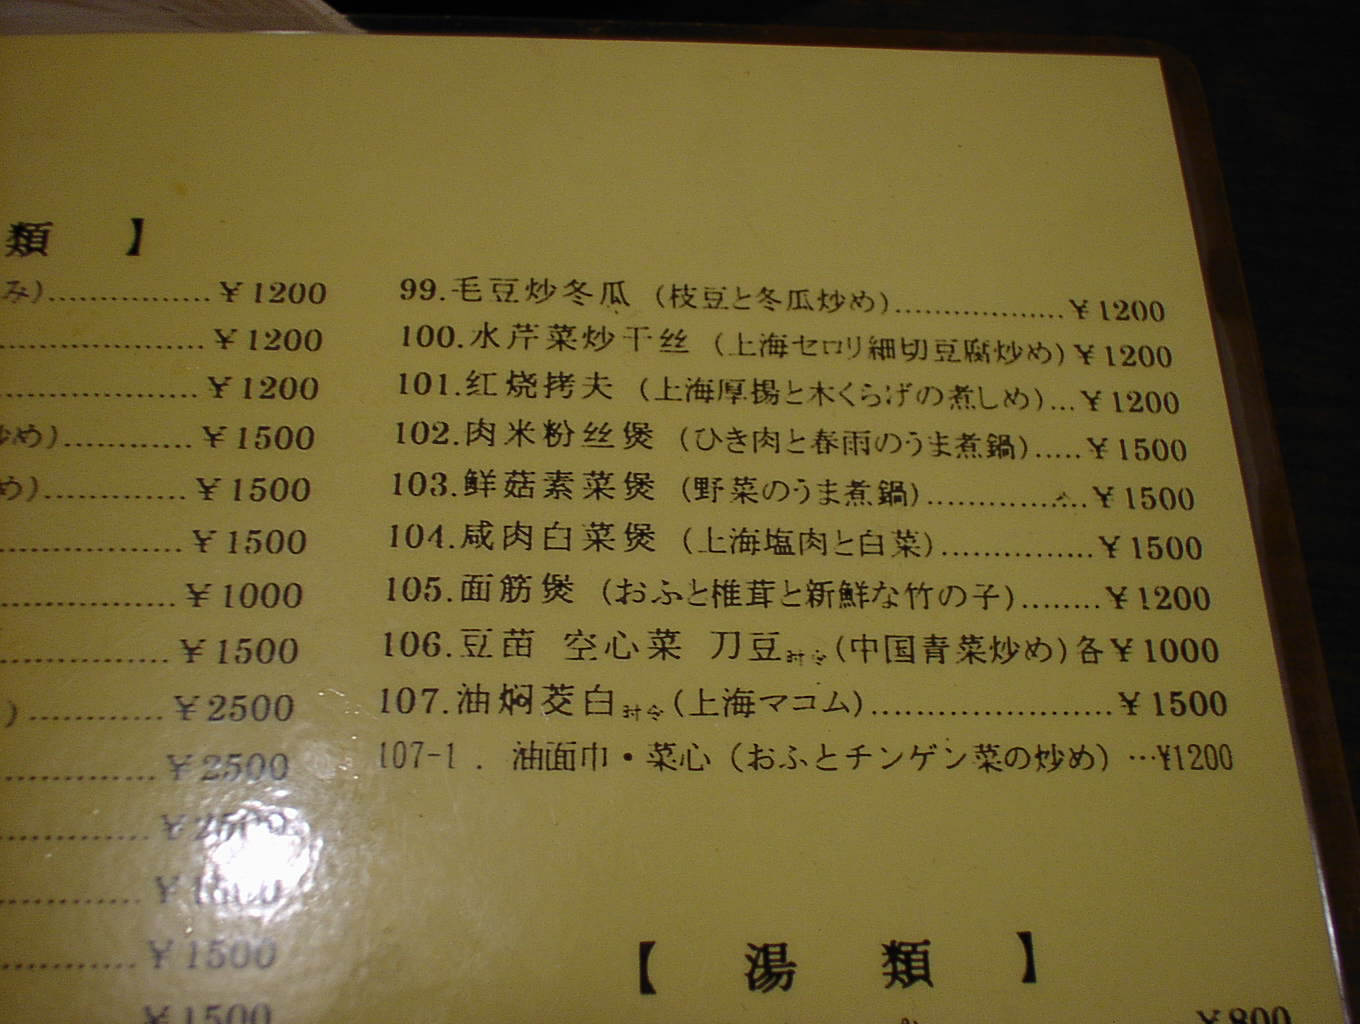 類 】
み)................¥1200
....................¥1200
....................¥1200
炒め).............¥1500
め)..............¥1500
..................¥1500
..................¥1000
.................¥1500
)..............¥2500
................¥2500
...............¥2500
..............¥1500
.............¥1500
¥1500
99.毛豆炒冬瓜 (枝豆と冬瓜炒め).................¥1200
100.水芹菜炒干丝 (上海セロリ細切豆腐炒め)¥1200
101.红烧拷夫 (上海厚揚と木くらげの煮しめ)...¥1200
102.肉米粉丝煲 (ひき肉と春雨のうま煮鍋).....¥1500
103.鲜菇素菜煲 (野菜のうま煮鍋)................¥1500
104.咸肉白菜煲 (上海塩肉と白菜)...............¥1500
105.面筋煲 (おふと椎茸と新鮮な竹の子)........¥1200
106.豆苗 空心菜 刀豆时令(中国青菜炒め)各¥1000
107.油焖茭白时令(上海マコム)........................¥1500
107-1 . 油面巾・菜心 (おふとチンゲン菜の炒め) …¥1200
【 湯 類 】
¥800